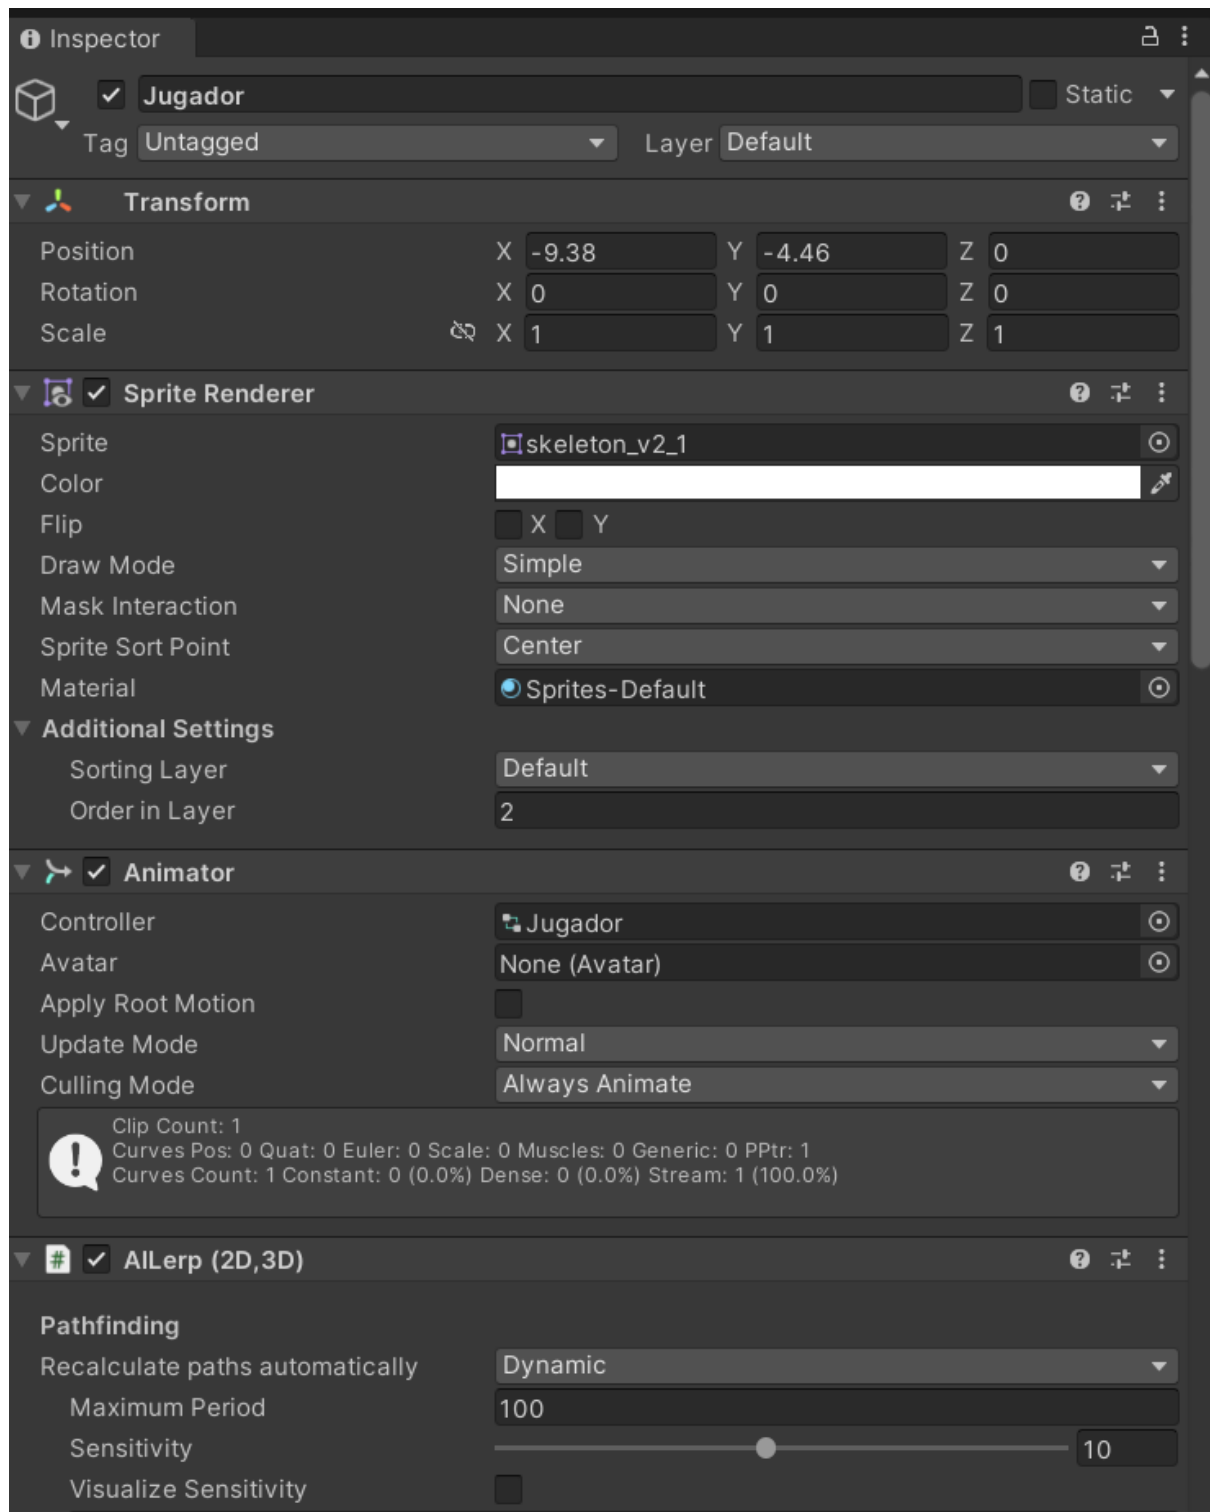 Inspector
Jugador Static
Tag Untagged Layer Default
Transform
Position X -9.38 Y -4.46 Z 0
Rotation X 0 Y 0 Z 0
Scale X 1 Y 1 Z 1
Sprite Renderer
Sprite skeleton_v2_1
Color
Flip X Y
Draw Mode Simple
Mask Interaction None
Sprite Sort Point Center
Material Sprites-Default
Additional Settings
Sorting Layer Default
Order in Layer 2
Animator
Controller Jugador
Avatar None (Avatar)
Apply Root Motion
Update Mode Normal
Culling Mode Always Animate
Clip Count: 1
Curves Pos: 0 Quat: 0 Euler: 0 Scale: 0 Muscles: 0 Generic: 0 PPtr: 1
Curves Count: 1 Constant: 0 (0.0%) Dense: 0 (0.0%) Stream: 1 (100.0%)
# AILerp (2D,3D)
Pathfinding
Recalculate paths automatically Dynamic
Maximum Period 100
Sensitivity 10
Visualize Sensitivity